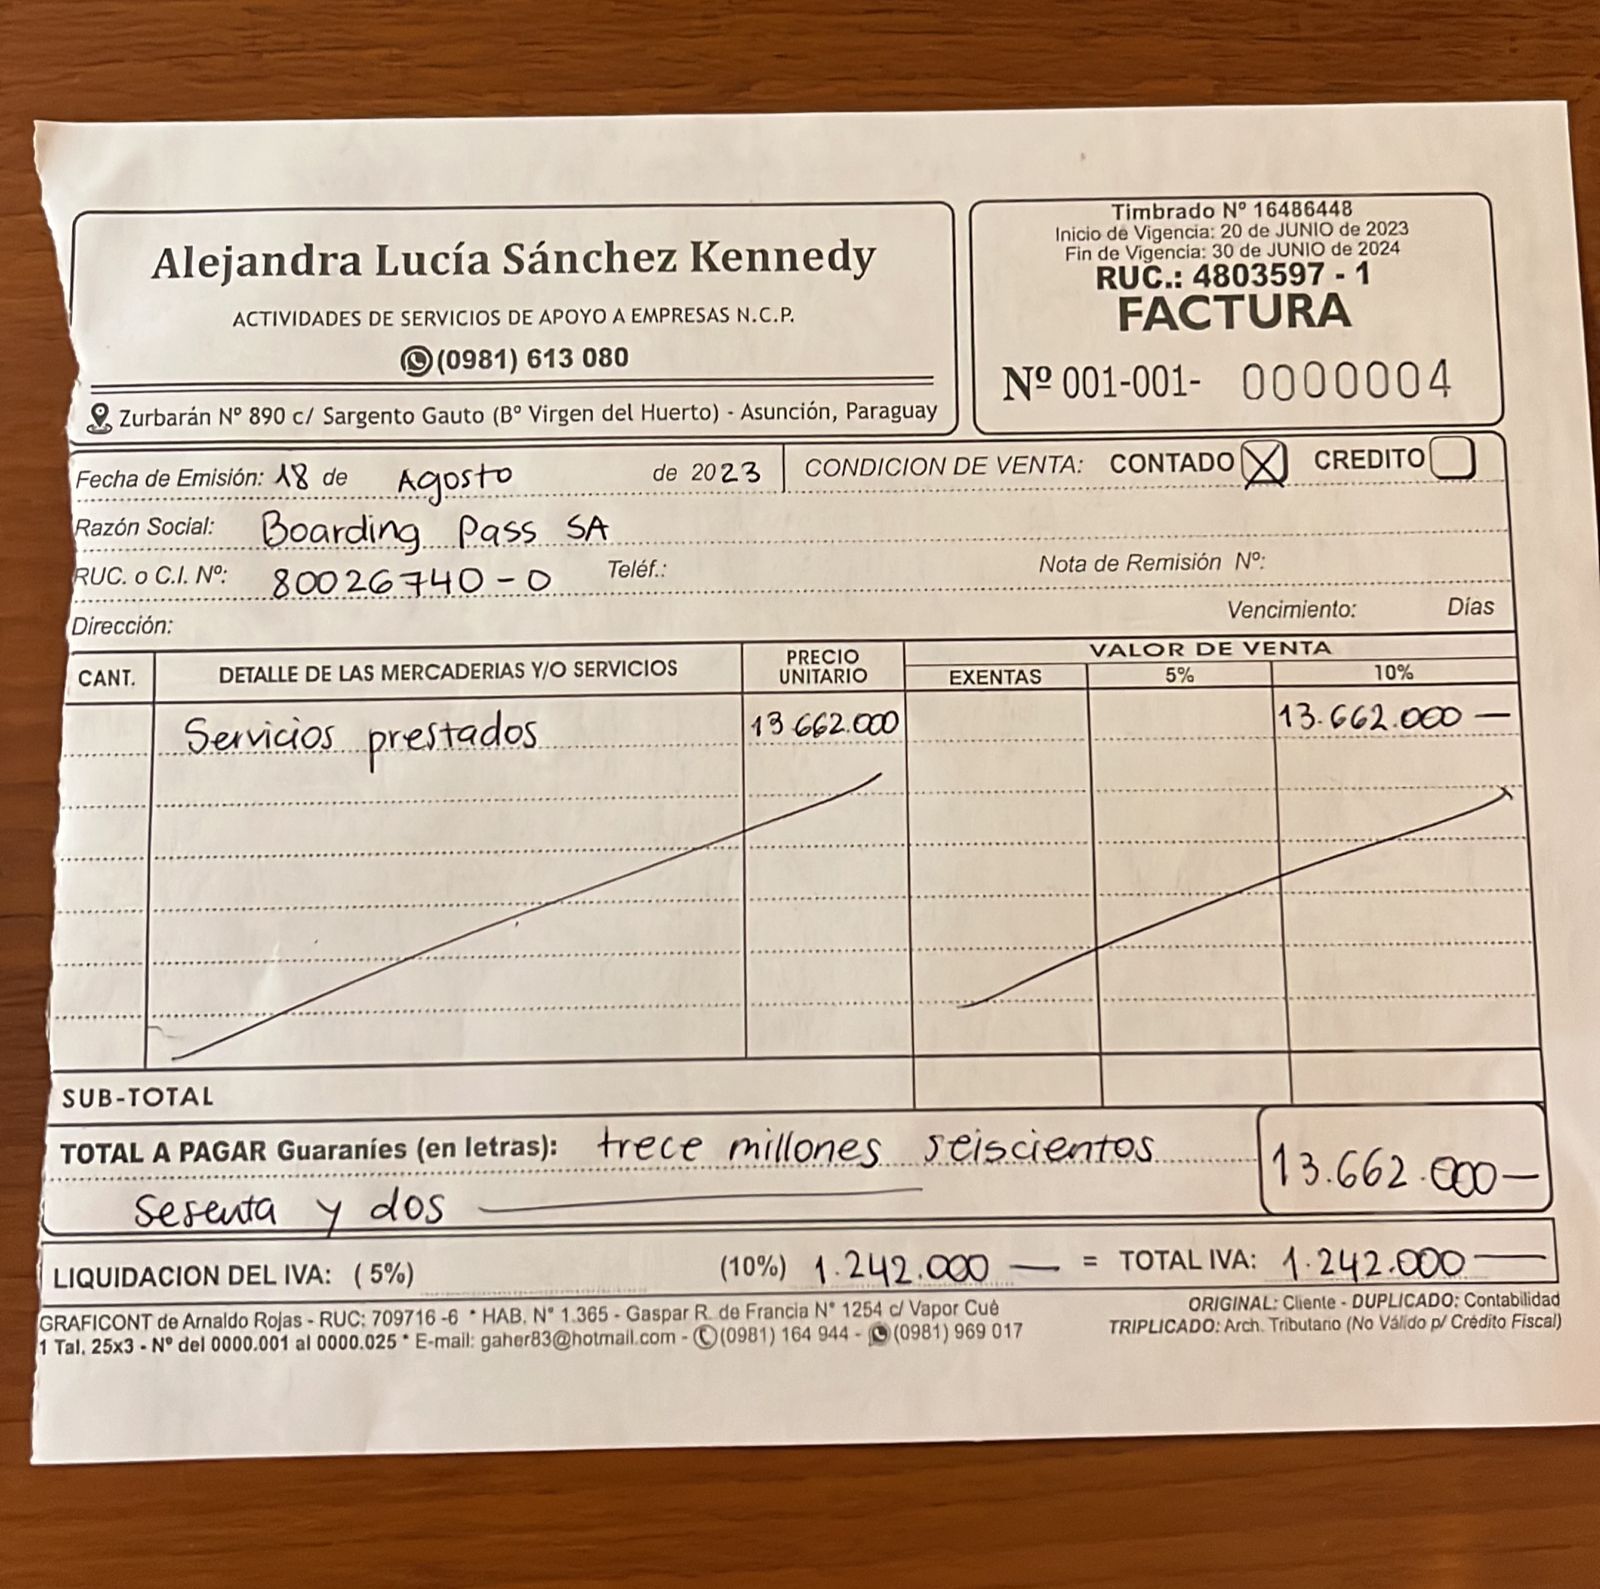 Alejandra Lucía Sánchez Kennedy
ACTIVIDADES DE SERVICIOS DE APOYO A EMPRESAS N.C.P.
(0981) 613 080
Zurbarán Nº 890 c/ Sargento Gauto (Bº Virgen del Huerto) - Asunción, Paraguay
Timbrado Nº 16486448
Inicio de Vigencia: 20 de JUNIO de 2023
Fin de Vigencia: 30 de JUNIO de 2024
RUC.: 4803597 - 1
FACTURA
Nº 001-001- 0000004
Fecha de Emisión: 18 de Agosto de 2023 CONDICION DE VENTA: CONTADO X CREDITO
Razón Social: Boarding Pass SA
RUC. o C.I. Nº: 80026740-0 Teléf.: Nota de Remisión Nº:
Dirección: Vencimiento: Días
CANT. DETALLE DE LAS MERCADERIAS Y/O SERVICIOS PRECIO UNITARIO VALOR DE VENTA
EXENTAS 5% 10%
Servicios prestados 13.662.000 13.662.000 —
SUB-TOTAL
TOTAL A PAGAR Guaraníes (en letras): trece millones seiscientos 13.662.000—
sesenta y dos —
LIQUIDACION DEL IVA: (5%) (10%) 1.242.000 — = TOTAL IVA: 1.242.000 —
GRAFICONT de Arnaldo Rojas - RUC: 709716 -6 * HAB. N° 1.365 - Gaspar R. de Francia N° 1254 c/ Vapor Cué
1 Tal. 25x3 - Nº del 0000.001 al 0000.025 * E-mail: gaher83@hotmail.com - (0981) 164 944 - (0981) 969 017
ORIGINAL: Cliente - DUPLICADO: Contabilidad
TRIPLICADO: Arch. Tributario (No Válido p/ Crédito Fiscal)